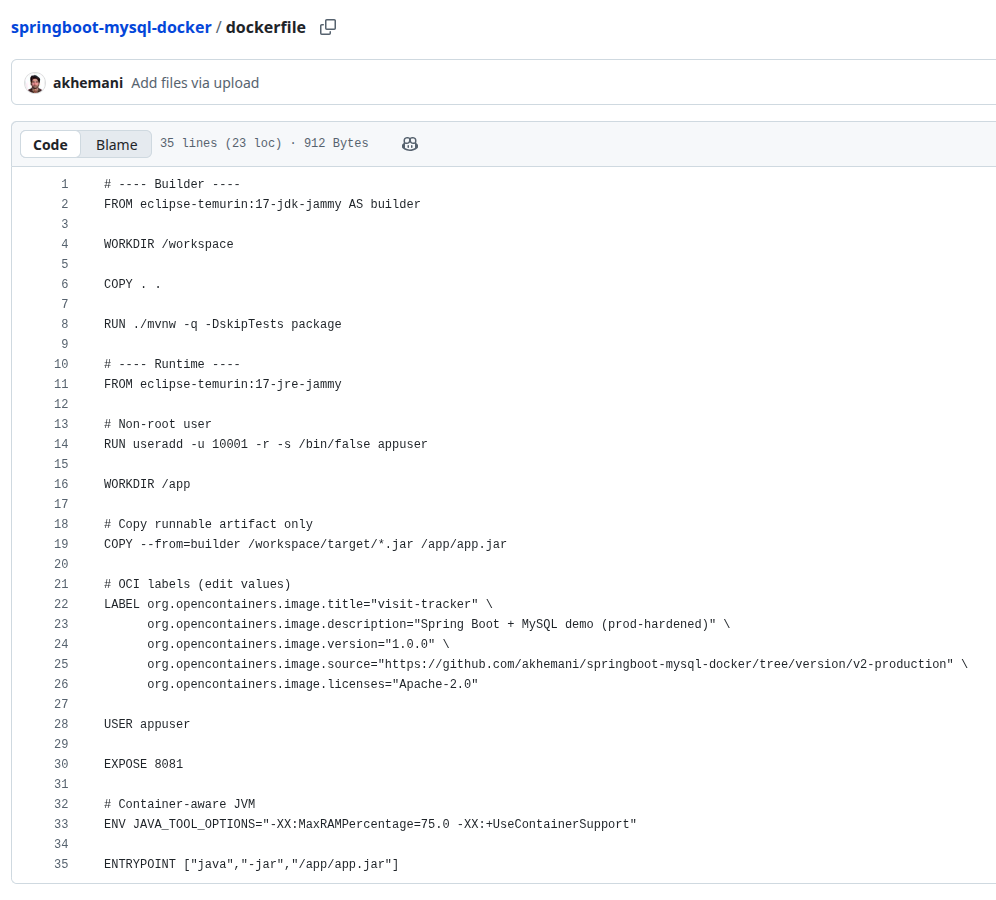 springboot-mysql-docker / dockerfile
akhemani Add files via upload
Code Blame 35 lines (23 loc) · 912 Bytes
1 # ---- Builder ----
2 FROM eclipse-temurin:17-jdk-jammy AS builder
3
4 WORKDIR /workspace
5
6 COPY . .
7
8 RUN ./mvnw -q -DskipTests package
9
10 # ---- Runtime ----
11 FROM eclipse-temurin:17-jre-jammy
12
13 # Non-root user
14 RUN useradd -u 10001 -r -s /bin/false appuser
15
16 WORKDIR /app
17
18 # Copy runnable artifact only
19 COPY --from=builder /workspace/target/*.jar /app/app.jar
20
21 # OCI labels (edit values)
22 LABEL org.opencontainers.image.title="visit-tracker" \
23 org.opencontainers.image.description="Spring Boot + MySQL demo (prod-hardened)" \
24 org.opencontainers.image.version="1.0.0" \
25 org.opencontainers.image.source="https://github.com/akhemani/springboot-mysql-docker/tree/version/v2-production" \
26 org.opencontainers.image.licenses="Apache-2.0"
27
28 USER appuser
29
30 EXPOSE 8081
31
32 # Container-aware JVM
33 ENV JAVA_TOOL_OPTIONS="-XX:MaxRAMPercentage=75.0 -XX:+UseContainerSupport"
34
35 ENTRYPOINT ["java","-jar","/app/app.jar"]